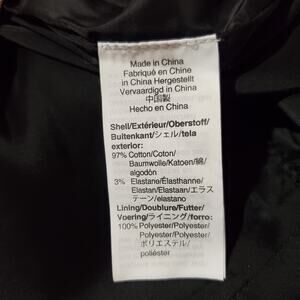 Made in China
Fabriqué en Chine
in China Hergestellt
Vervaardigd in China
中国製
Hecho en China
Shell/Extérieur/Oberstoff/
Buitenkant/シェル/tela
exterior:
97% Cotton/Coton/
Baumwolle/Katoen/綿/
algodón
3% Elastane/Élasthanne/
Elastan/Elastaan/エラス
テーン/elastano
Lining/Doublure/Futter/
Voering/ライニング/forro:
100% Polyester/Polyester/
Polyester/Polyester/
ポリエステル/
poliéster